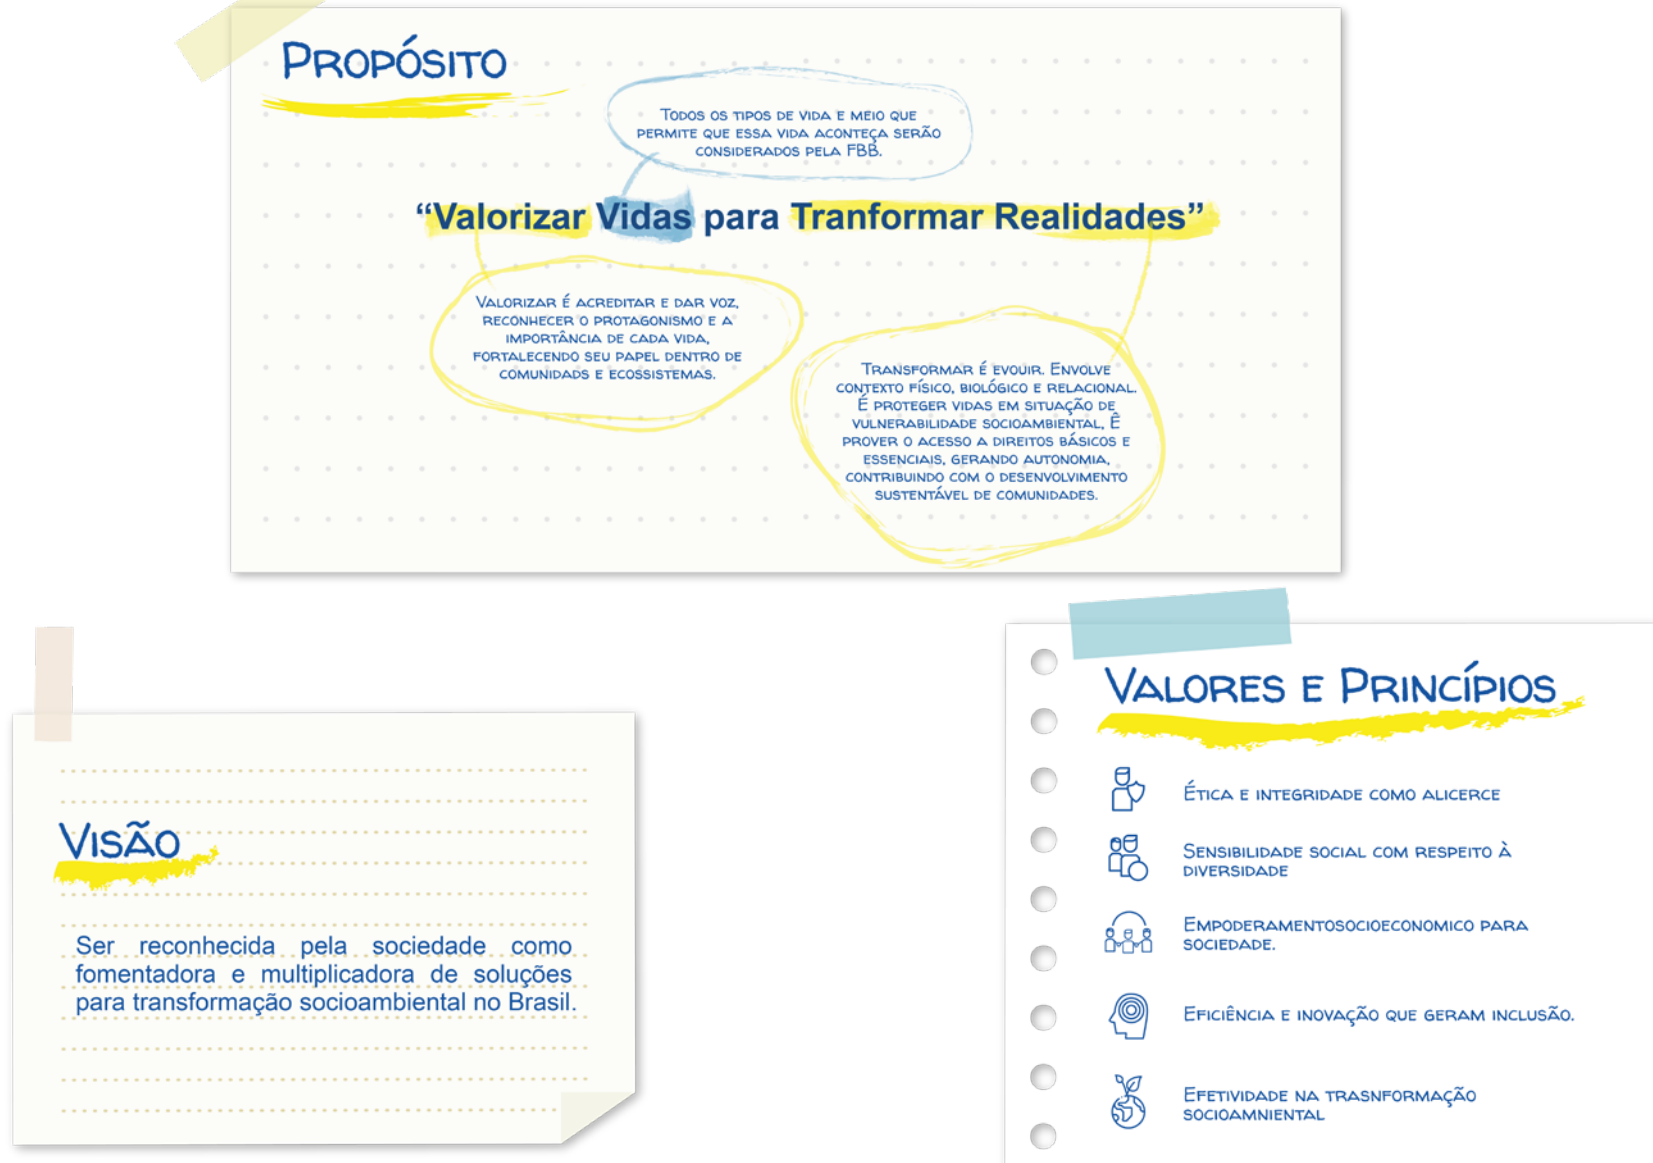 PROPÓSITO
TODOS OS TIPOS DE VIDA E MEIO QUE
PERMITE QUE ESSA VIDA ACONTEÇA SERÃO
CONSIDERADOS PELA FBB.
“Valorizar Vidas para Tranformar Realidades”
VALORIZAR É ACREDITAR E DAR VOZ,
RECONHECER O PROTAGONISMO E A
IMPORTÂNCIA DE CADA VIDA,
FORTALECENDO SEU PAPEL DENTRO DE
COMUNIDADS E ECOSSISTEMAS.
TRANSFORMAR É EVOUIR. ENVOLVE
CONTEXTO FÍSICO, BIOLÓGICO E RELACIONAL.
É PROTEGER VIDAS EM SITUAÇÃO DE
VULNERABILIDADE SOCIOAMBIENTAL, Ê
PROVER O ACESSO A DIREITOS BÁSICOS E
ESSENCIAIS, GERANDO AUTONOMIA,
CONTRIBUINDO COM O DESENVOLVIMENTO
SUSTENTÁVEL DE COMUNIDADES.
VISÃO
Ser reconhecida pela sociedade como
fomentadora e multiplicadora de soluções
para transformação socioambiental no Brasil.
VALORES E PRINCÍPIOS
ÉTICA E INTEGRIDADE COMO ALICERCE
SENSIBILIDADE SOCIAL COM RESPEITO À
DIVERSIDADE
EMPODERAMENTOSOCIOECONOMICO PARA
SOCIEDADE.
EFICIÊNCIA E INOVAÇÃO QUE GERAM INCLUSÃO.
EFETIVIDADE NA TRASNFORMAÇÃO
SOCIOAMNIENTAL